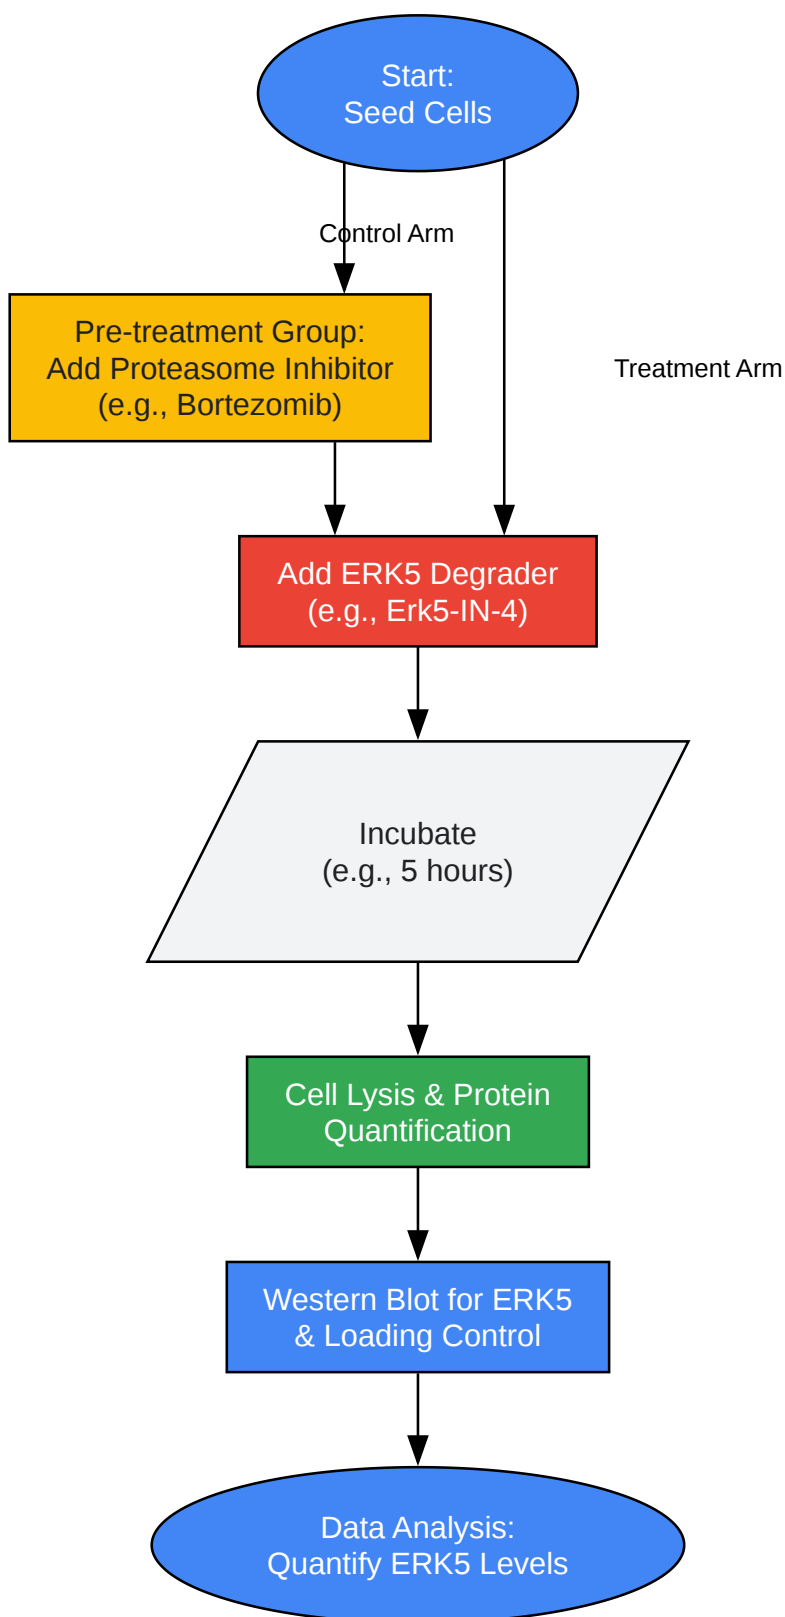 Start:
Seed Cells
Control Arm
Pre-treatment Group:
Add Proteasome Inhibitor
(e.g., Bortezomib)
Treatment Arm
Add ERK5 Degrader
(e.g., Erk5-IN-4)
Incubate
(e.g., 5 hours)
Cell Lysis & Protein
Quantification
Western Blot for ERK5
& Loading Control
Data Analysis:
Quantify ERK5 Levels